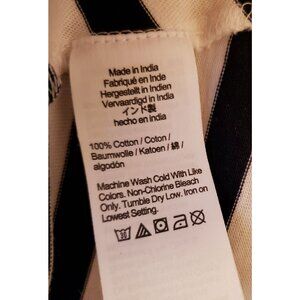 Made in India
Fabriqué en Inde
Hergestellt in Indien
Vervaardigd in India
インド製
hecho en India
100% Cotton / Coton /
Baumwolle / Katoen / 綿 /
algodón
Machine Wash Cold With Like
Colors. Non-Chlorine Bleach
Only. Tumble Dry Low. Iron on
Lowest Setting.